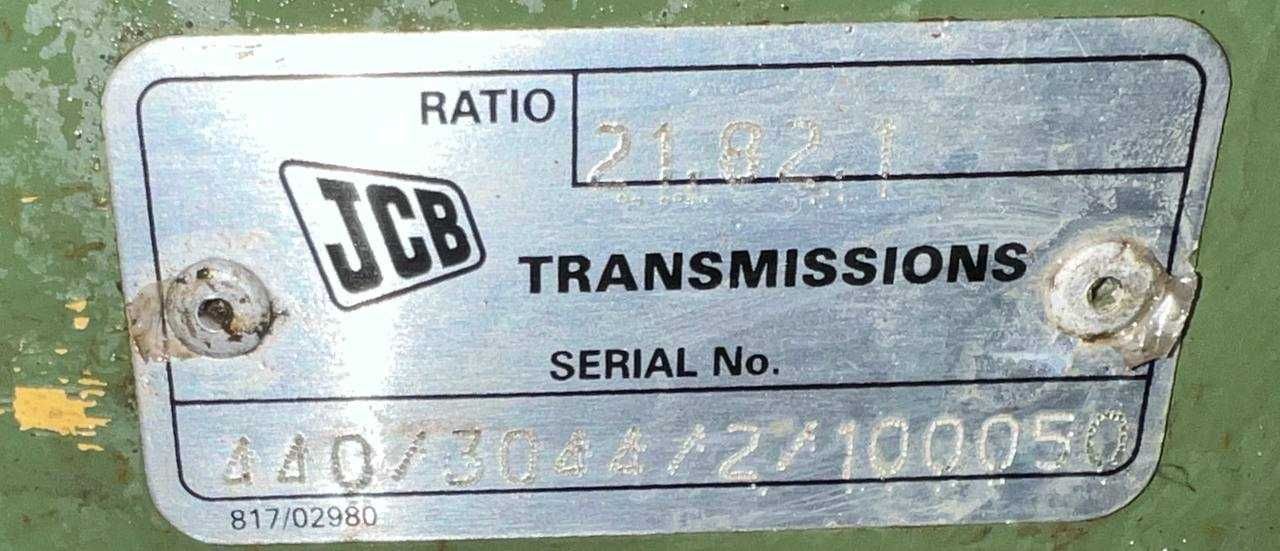 RATIO
21.82.1
JCB
TRANSMISSIONS
SERIAL No.
440/3044/2/100050
817/02980